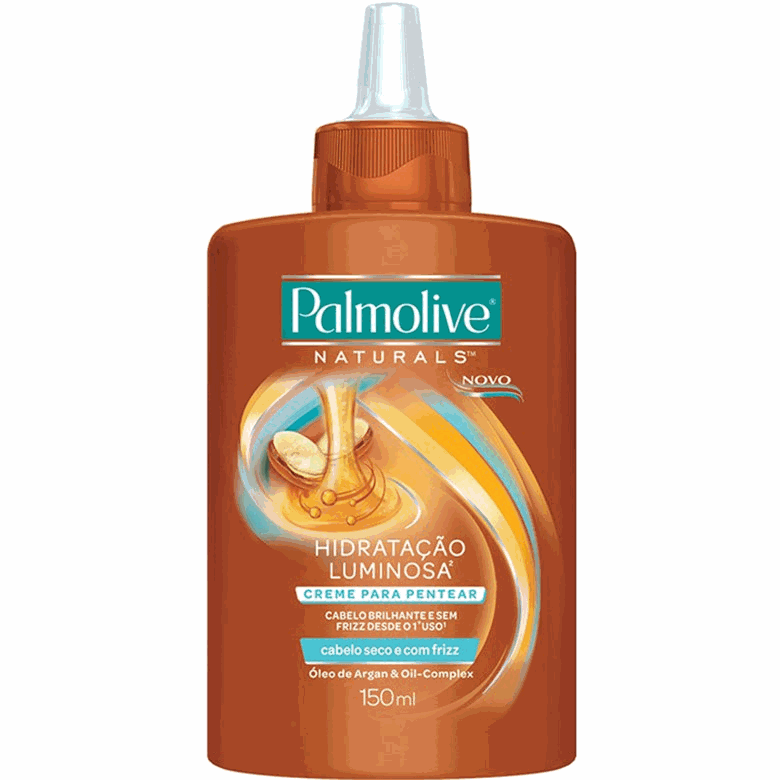 Palmolive®
NATURALS™
NOVO
HIDRATAÇÃO
LUMINOSA²
CREME PARA PENTEAR
CABELO BRILHANTE E SEM
FRIZZ DESDE O 1° USO¹
cabelo seco e com frizz
Óleo de Argan & Oil-Complex
150ml